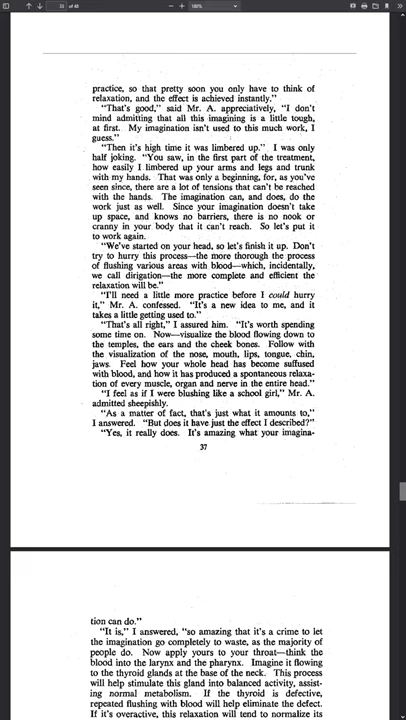 of 40
180%
practice, so that pretty soon you only have to think of
relaxation, and the effect is achieved instantly."
"That's good," said Mr. A. appreciatively, "I don't
mind admitting that all this imagining is a little tough,
at first. My imagination isn't used to this much work, I
guess."
"Then it's high time it was limbered up." I was only
half joking. "You saw, in the first part of the treatment,
how easily I limbered up your arms and legs and trunk
with my hands. That was only a beginning, for, as you've
seen since, there are a lot of tensions that can't be reached
with the hands. The imagination can, and does, do the
work just as well. Since your imagination doesn't take
up space, and knows no barriers, there is no nook or
cranny in your body that it can't reach. So let's put it
to work again.
"We've started on your head, so let's finish it up. Don't
try to hurry this process—the more thorough the process
of flushing various areas with blood—which, incidentally,
we call dirigation—the more complete and efficient the
relaxation will be."
"I'll need a little more practice before I could hurry
it," Mr. A. confessed. "It's a new idea to me, and it
takes a little getting used to."
"That's all right," I assured him. "It's worth spending
some time on. Now—visualize the blood flowing down to
the temples, the ears and the cheek bones. Follow with
the visualization of the nose, mouth, lips, tongue, chin,
jaws. Feel how your whole head has become suffused
with blood, and how it has produced a spontaneous relaxa-
tion of every muscle, organ and nerve in the entire head."
"I feel as if I were blushing like a school girl," Mr. A.
admitted sheepishly.
"As a matter of fact, that's just what it amounts to,"
I answered. "But does it have just the effect I described?"
"Yes, it really does. It's amazing what your imagina-
37
tion can do."
"It is," I answered, "so amazing that it's a crime to let
the imagination go completely to waste, as the majority of
people do. Now apply yours to your throat—think the
blood into the larynx and the pharynx. Imagine it flowing
to the thyroid glands at the base of the neck. This process
will help stimulate this gland into balanced activity, assist-
ing normal metabolism. If the thyroid is defective,
repeated flushing with blood will help eliminate the defect.
If it's overactive, this relaxation will tend to normalize its